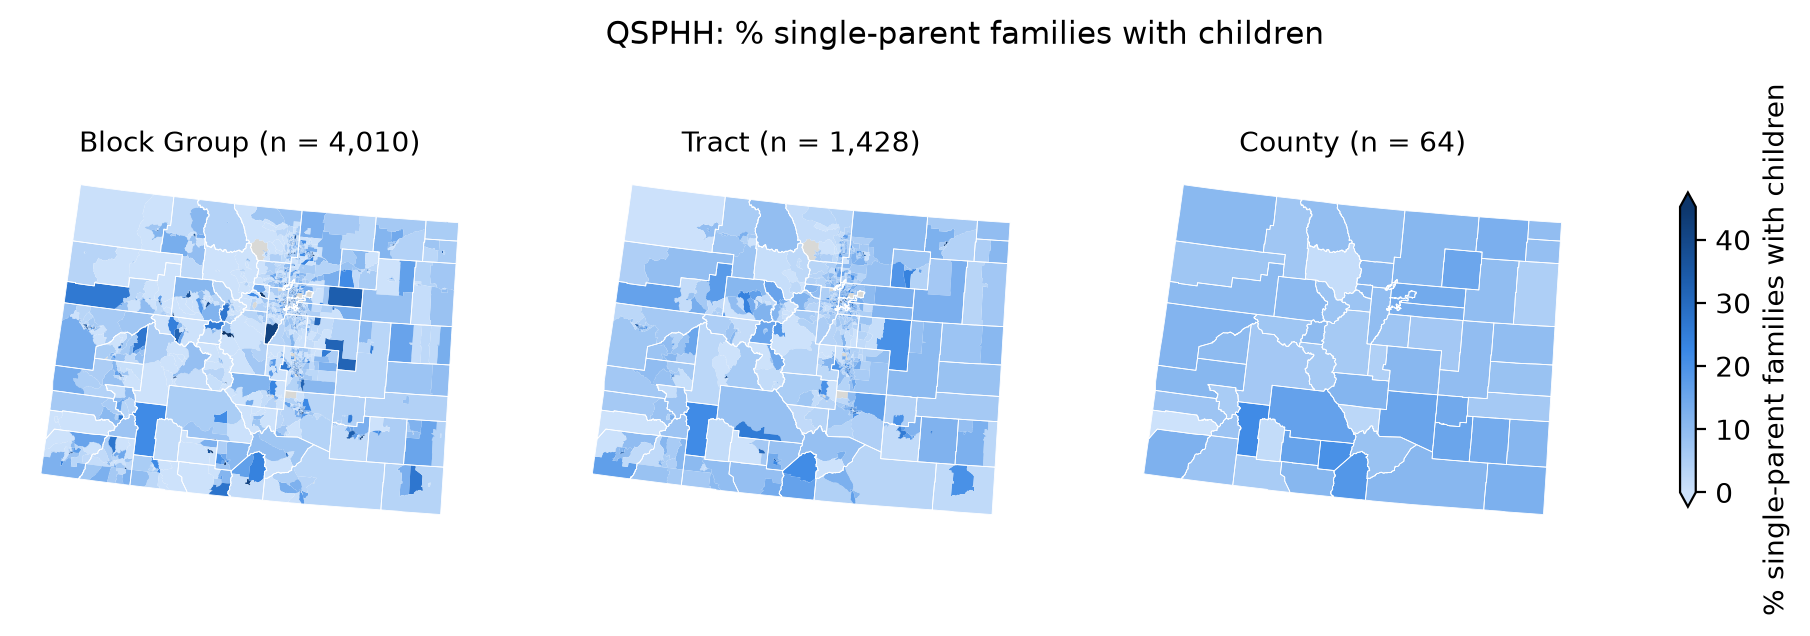 QSPHH: % single-parent families with children
Block Group (n = 4,010)
Tract (n = 1,428)
County (n = 64)
40
30
20
10
0
% single-parent families with children